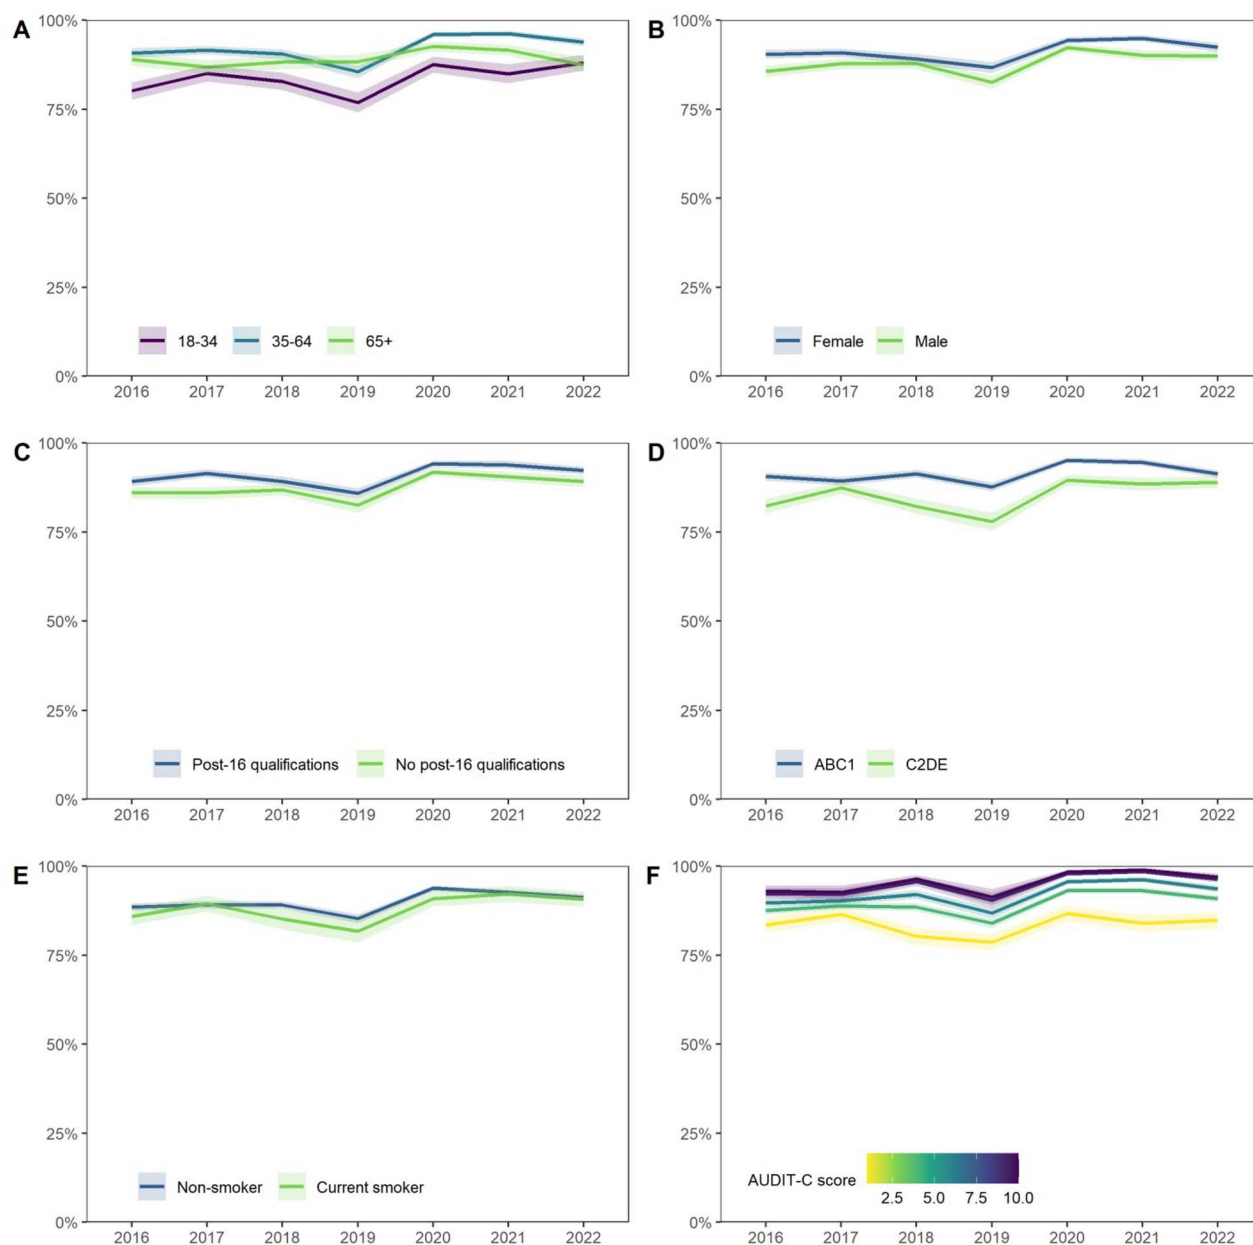 A
100%
75%
50%
25%
0%
18-34 35-64 65+
2016 2017 2018 2019 2020 2021 2022
B
100%
75%
50%
25%
0%
Female Male
2016 2017 2018 2019 2020 2021 2022
C
100%
75%
50%
25%
0%
Post-16 qualifications No post-16 qualifications
2016 2017 2018 2019 2020 2021 2022
D
100%
75%
50%
25%
0%
ABC1 C2DE
2016 2017 2018 2019 2020 2021 2022
E
100%
75%
50%
25%
0%
Non-smoker Current smoker
2016 2017 2018 2019 2020 2021 2022
F
100%
75%
50%
25%
0%
AUDIT-C score
2.5 5.0 7.5 10.0
2016 2017 2018 2019 2020 2021 2022